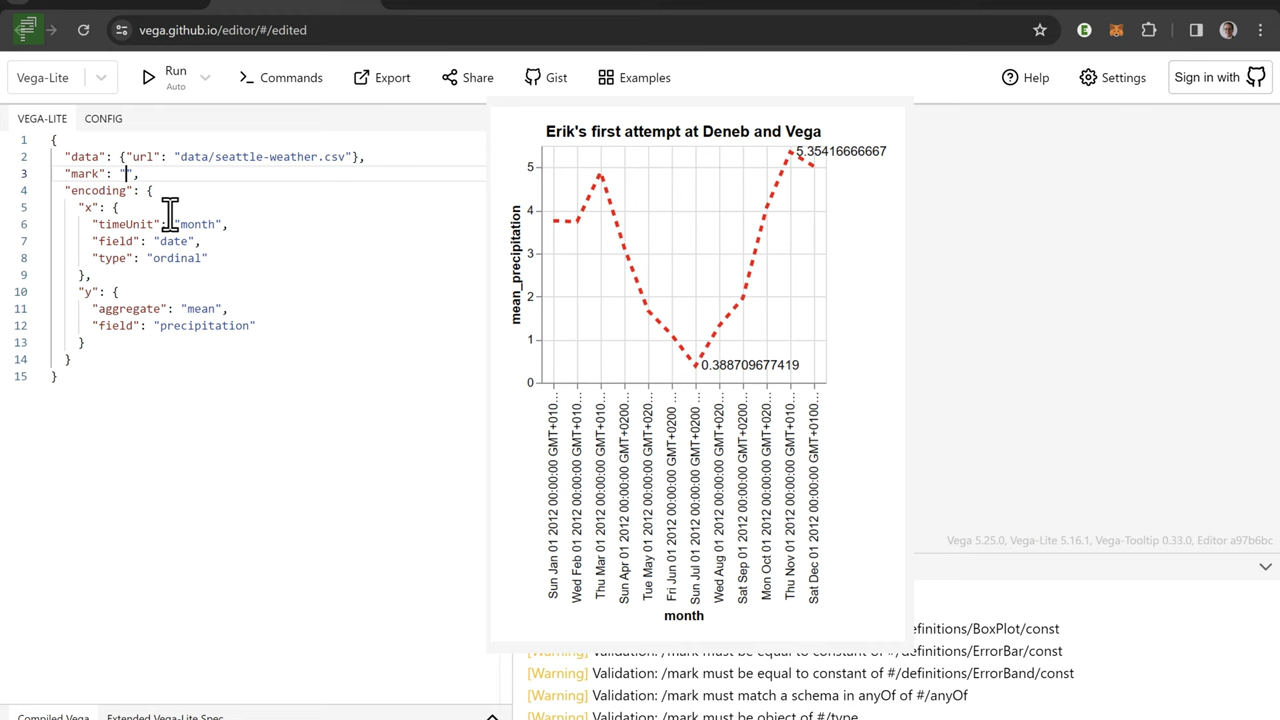 vega.github.io/editor/#/edited
Vega-Lite
Run
Auto
Commands
Export
Share
Gist
Examples
Help
Settings
Sign in with
VEGA-LITE
CONFIG
1 {
2 "data": {"url": "data/seattle-weather.csv"},
3 "mark": "",
4 "encoding": {
5 "x": {
6 "timeUnit": "month",
7 "field": "date",
8 "type": "ordinal"
9 },
10 "y": {
11 "aggregate": "mean",
12 "field": "precipitation"
13 }
14 }
15 }
Erik's first attempt at Deneb and Vega
5.35416666667
0.388709677419
mean_precipitation
5
4
3
2
1
0
Sun Jan 01 2012 00:00:00 GMT+010...
Wed Feb 01 2012 00:00:00 GMT+010...
Thu Mar 01 2012 00:00:00 GMT+010...
Sun Apr 01 2012 00:00:00 GMT+0200 ...
Tue May 01 2012 00:00:00 GMT+020...
Fri Jun 01 2012 00:00:00 GMT+0200 ...
Sun Jul 01 2012 00:00:00 GMT+0200 ...
Wed Aug 01 2012 00:00:00 GMT+020...
Sat Sep 01 2012 00:00:00 GMT+0200...
Mon Oct 01 2012 00:00:00 GMT+020...
Thu Nov 01 2012 00:00:00 GMT+010...
Sat Dec 01 2012 00:00:00 GMT+0100 ...
month
Vega 5.25.0, Vega-Lite 5.16.1, Vega-Tooltip 0.33.0, Editor a97b6bc
efinitions/BoxPlot/const
[Warning] Validation: /mark must be equal to constant of #/definitions/ErrorBar/const
[Warning] Validation: /mark must be equal to constant of #/definitions/ErrorBand/const
[Warning] Validation: /mark must match a schema in anyOf of #/anyOf
[Warning] Validation: /mark must be object of #/type
Compiled Vega
Extended Vega-Lite Spec